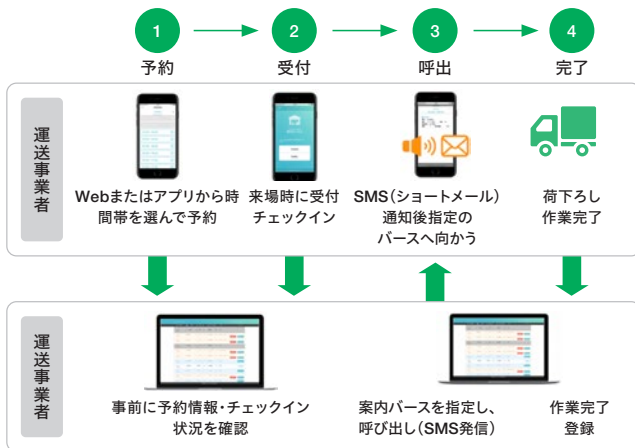 1
2
3
4
予約
受付
呼出
完了
運送事業者
Webまたはアプリから時
間帯を選んで予約
来場時に受付
チェックイン
SMS(ショートメール)
通知後指定の
バースへ向かう
荷下ろし
作業完了
運送事業者
事前に予約情報・チェックイン
状況を確認
案内バースを指定し、
呼び出し(SMS発信)
作業完了
登録